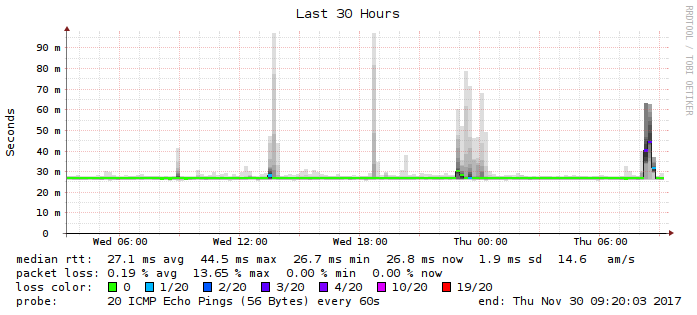 Last 30 Hours
RRDTOOL / TOBI OETIKER
Seconds
90 m
80 m
70 m
60 m
50 m
40 m
30 m
20 m
10 m
0
Wed 06:00 Wed 12:00 Wed 18:00 Thu 00:00 Thu 06:00
median rtt: 27.1 ms avg 44.5 ms max 26.7 ms min 26.8 ms now 1.9 ms sd 14.6 am/s
packet loss: 0.19 % avg 13.65 % max 0.00 % min 0.00 % now
loss color: 0 1/20 2/20 3/20 4/20 10/20 19/20
probe: 20 ICMP Echo Pings (56 Bytes) every 60s end: Thu Nov 30 09:20:03 2017